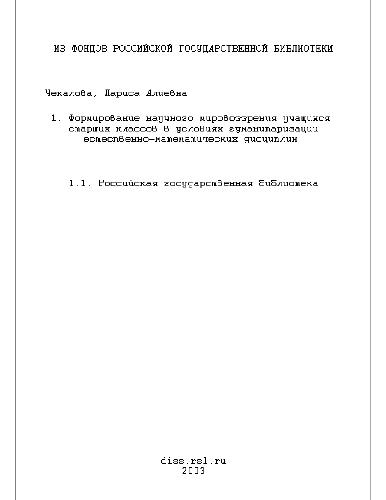 ИЗ ФОНДОВ РОССИЙСКОЙ ГОСУДАРСТВЕННОЙ БИБЛИОТЕКИ
Чекалова, Лариса Алиевна
1. Формирование научного мировоззрения учащихся
старших классов в условиях гуманитаризации
естественно-математических дисциплин
1.1. Российская государственная библиотека
diss.rsl.ru
2003